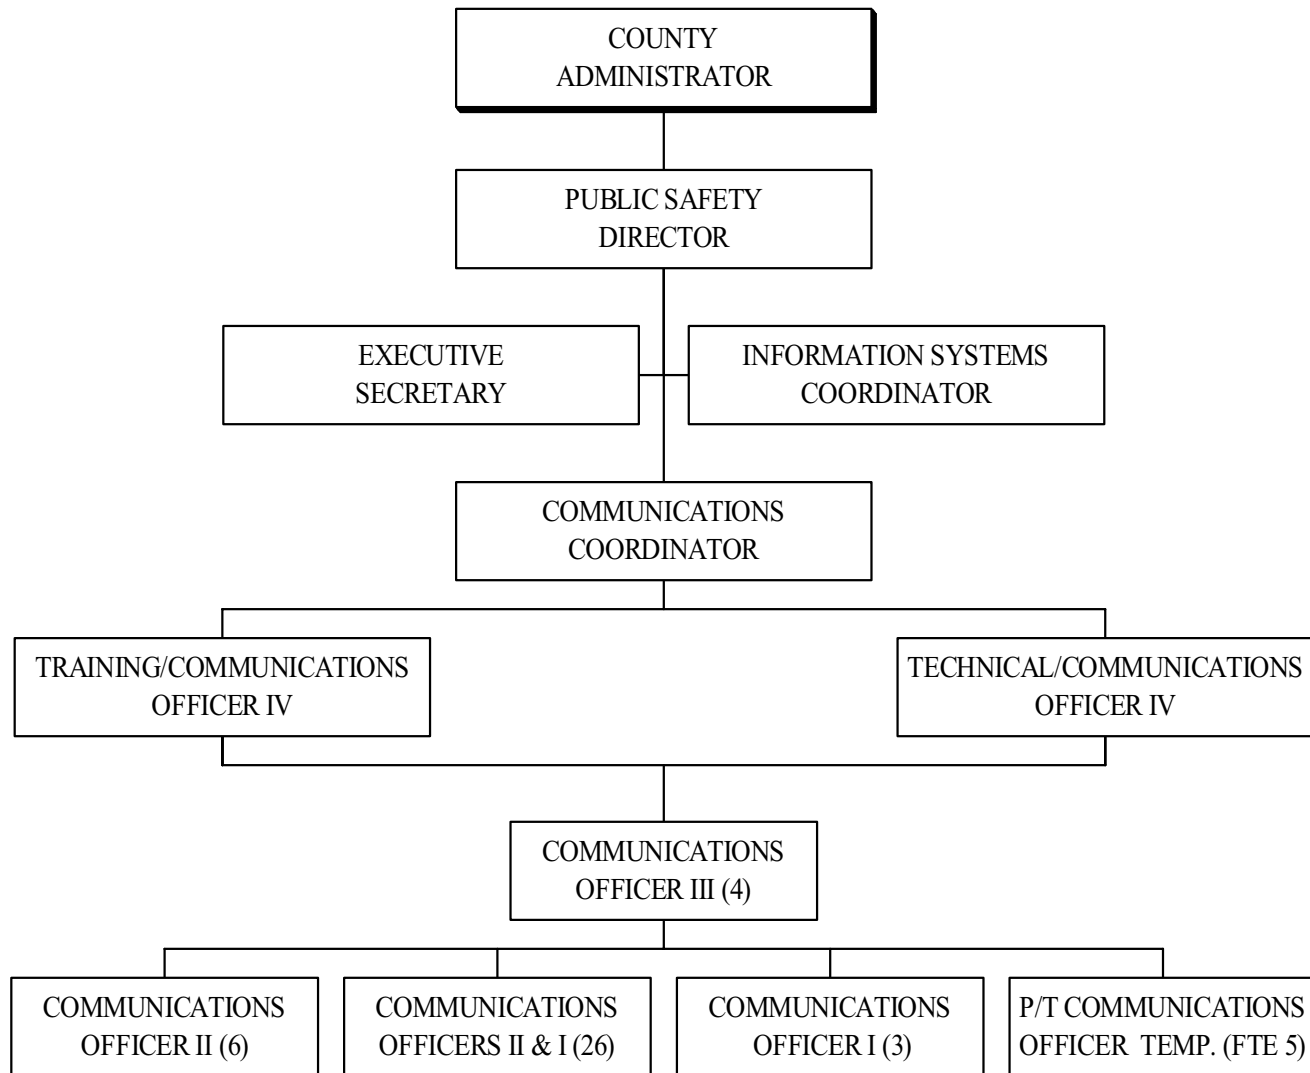 COUNTY
ADMINISTRATOR
PUBLIC SAFETY
DIRECTOR
EXECUTIVE
SECRETARY
INFORMATION SYSTEMS
COORDINATOR
COMMUNICATIONS
COORDINATOR
TRAINING/COMMUNICATIONS
OFFICER IV
TECHNICAL/COMMUNICATIONS
OFFICER IV
COMMUNICATIONS
OFFICER III (4)
COMMUNICATIONS
OFFICER II (6)
COMMUNICATIONS
OFFICERS II & I (26)
COMMUNICATIONS
OFFICER I (3)
P/T COMMUNICATIONS
OFFICER TEMP. (FTE 5)